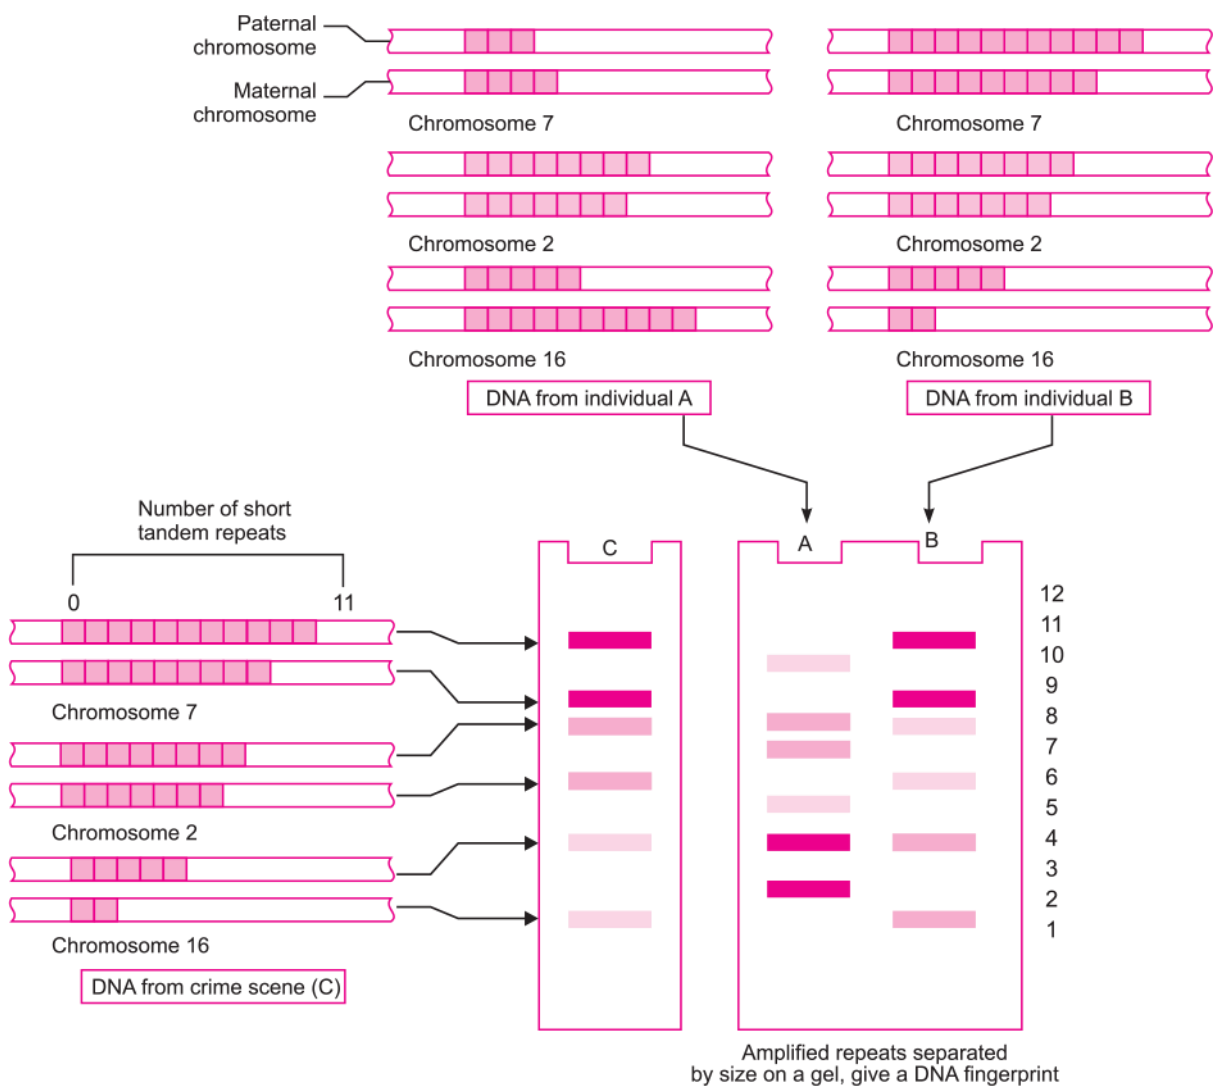 Paternal
chromosome
Maternal
chromosome
Chromosome 7
Chromosome 7
Chromosome 2
Chromosome 2
Chromosome 16
Chromosome 16
DNA from individual A
DNA from individual B
Number of short
tandem repeats
0
11
Chromosome 7
Chromosome 2
Chromosome 16
DNA from crime scene (C)
C
A
B
12
11
10
9
8
7
6
5
4
3
2
1
Amplified repeats separated
by size on a gel, give a DNA fingerprint